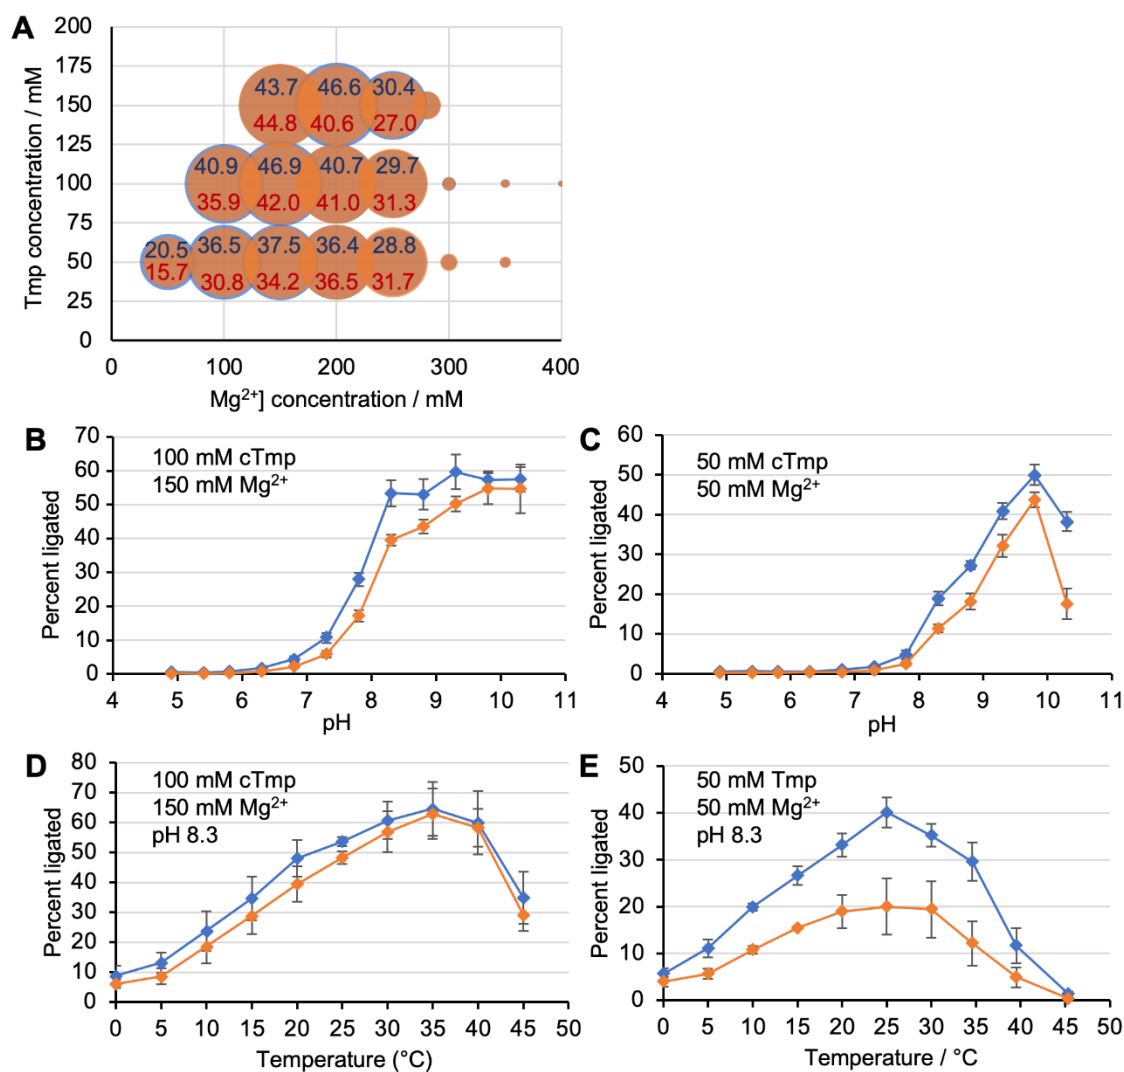 A
200
175
150
125
100
75
50
25
0
Tmp concentration / mM
43.7 46.6 30.4
44.8 40.6 27.0
40.9 46.9 40.7 29.7
35.9 42.0 41.0 31.3
20.5 36.5 37.5 36.4 28.8
15.7 30.8 34.2 36.5 31.7
0 100 200 300 400
Mg²⁺] concentration / mM
B
70
60
50
40
30
20
10
0
Percent ligated
100 mM cTmp
150 mM Mg²⁺
4 5 6 7 8 9 10 11
pH
C
60
50
40
30
20
10
0
Percent ligated
50 mM cTmp
50 mM Mg²⁺
4 5 6 7 8 9 10 11
pH
D
80
70
60
50
40
30
20
10
0
Percent ligated
100 mM cTmp
150 mM Mg²⁺
pH 8.3
0 5 10 15 20 25 30 35 40 45 50
Temperature (°C)
E
50
40
30
20
10
0
Percent ligated
50 mM Tmp
50 mM Mg²⁺
pH 8.3
0 5 10 15 20 25 30 35 40 45 50
Temperature / °C